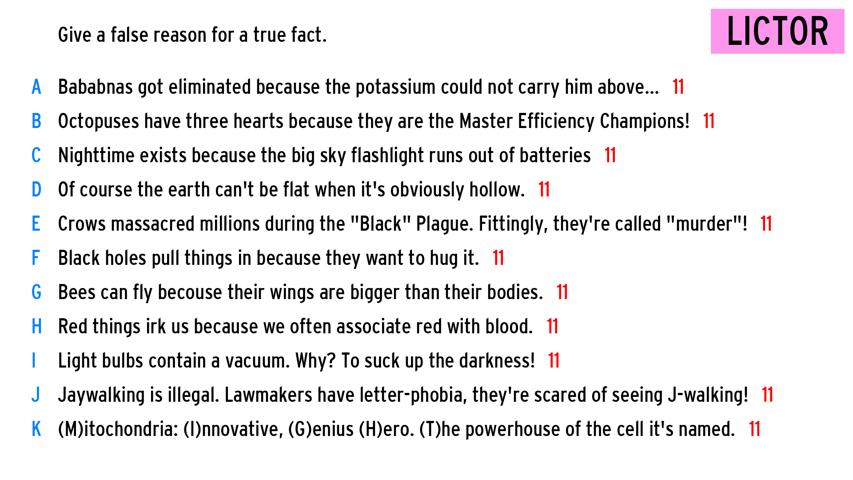 Give a false reason for a true fact.
LICTOR
A Bababnas got eliminated because the potassium could not carry him above... 11
B Octopuses have three hearts because they are the Master Efficiency Champions! 11
C Nighttime exists because the big sky flashlight runs out of batteries 11
D Of course the earth can't be flat when it's obviously hollow. 11
E Crows massacred millions during the "Black" Plague. Fittingly, they're called "murder"! 11
F Black holes pull things in because they want to hug it. 11
G Bees can fly becouse their wings are bigger than their bodies. 11
H Red things irk us because we often associate red with blood. 11
I Light bulbs contain a vacuum. Why? To suck up the darkness! 11
J Jaywalking is illegal. Lawmakers have letter-phobia, they're scared of seeing J-walking! 11
K (M)itochondria: (I)nnovative, (G)enius (H)ero. (T)he powerhouse of the cell it's named. 11